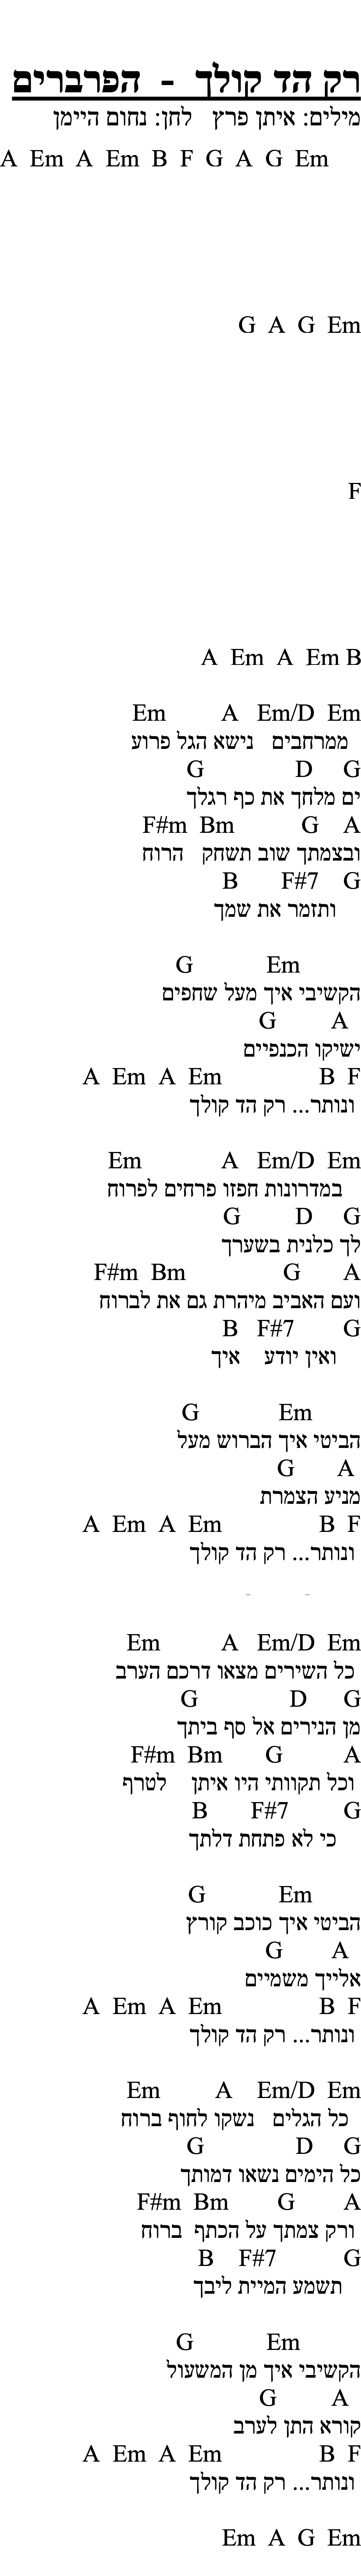 רק הד קולך - הפרברים
מילים: איתן פרץ   לחן: נחום היימן
A Em A Em B F G A G Em
G A G Em
F
A Em A Em B
Em A Em/D Em
ממרחבים נישא הגל פרוע
G D G
ים מלחך את כף רגלך
F#m Bm G A
ובצמתך שוב תשחק הרוח
B F#7 G
ותזמר את שמך
G Em
הקשיבי איך מעל שחפים
G A
ישיקו הכנפיים
A Em A Em B F
ונותר... רק הד קולך
Em A Em/D Em
במדרונות חפזו פרחים לפרוח
G D G
לך כלנית בשערך
F#m Bm G A
ועם האביב מיהרת גם את לברוח
B F#7 G
ואין יודע איך
G Em
הביטי איך הברוש מעל
G A
מניע הצמרת
A Em A Em B F
ונותר... רק הד קולך
Em A Em/D Em
כל השירים מצאו דרכם הערב
G D G
מן הנירים אל סף ביתך
F#m Bm G A
וכל תקוותי היו איתן לטרף
B F#7 G
כי לא פתחת דלתך
G Em
הביטי איך כוכב קורץ
G A
אלייך משמיים
A Em A Em B F
ונותר... רק הד קולך
Em A Em/D Em
כל הגלים נשקו לחוף ברוח
G D G
כל הימים נשאו דמותך
F#m Bm G A
ורק צמתך על הכתף ברוח
B F#7 G
תשמע המיית ליבך
G Em
הקשיבי איך מן המשעול
G A
קורא התן לערב
A Em A Em B F
ונותר... רק הד קולך
Em A G Em